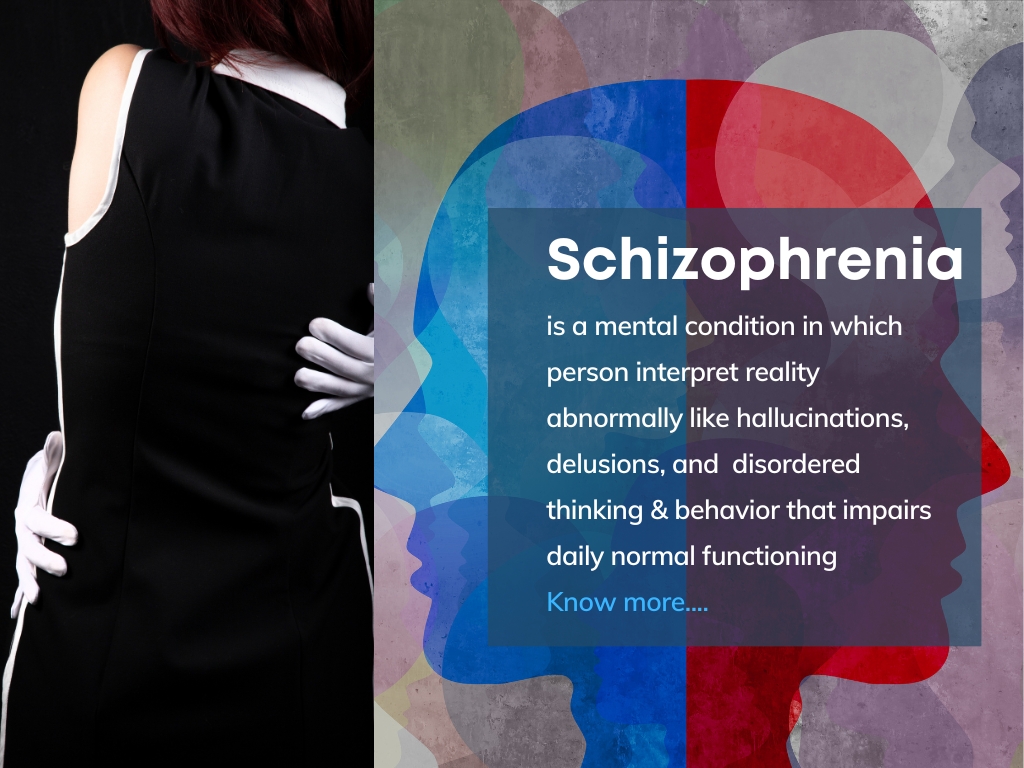 Schizophrenia
is a mental condition in which
person interpret reality
abnormally like hallucinations,
delusions, and  disordered
thinking & behavior that impairs
daily normal functioning
Know more....